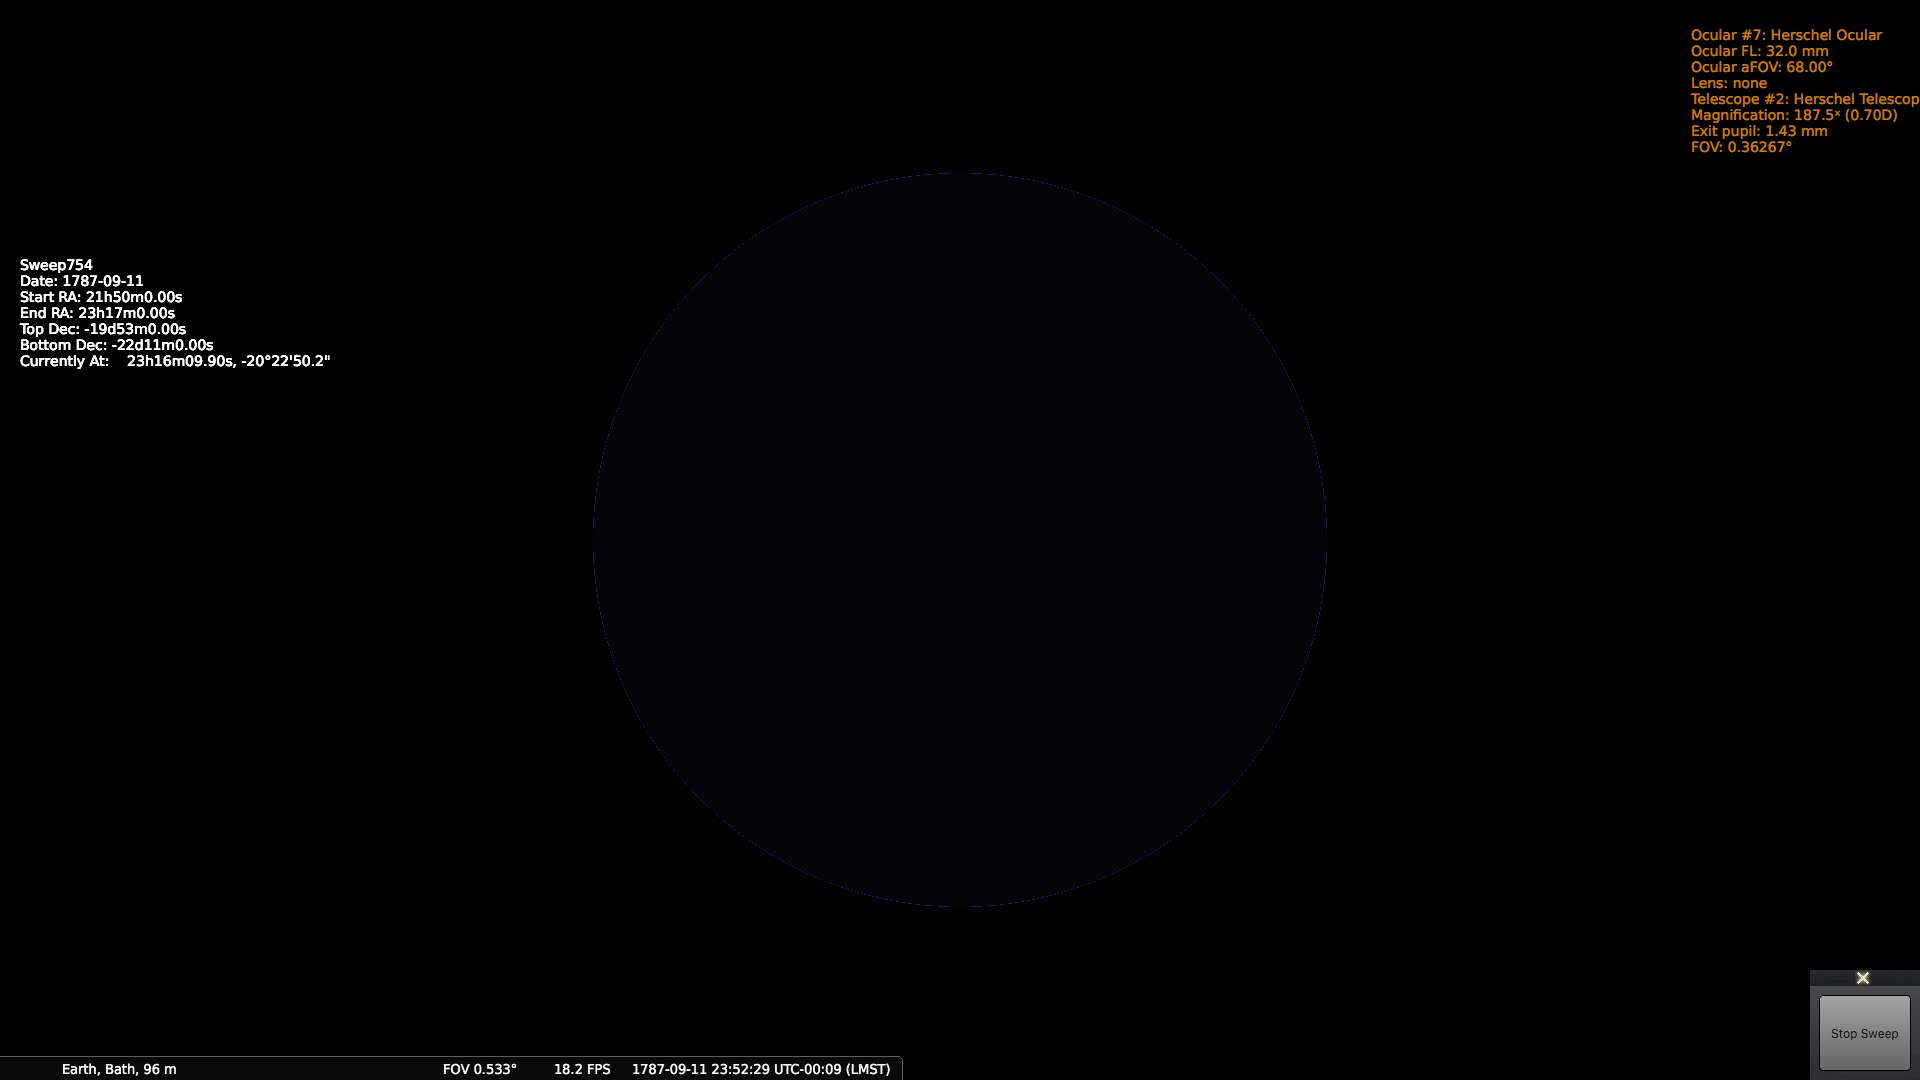 Ocular #7: Herschel Ocular
Ocular FL: 32.0 mm
Ocular aFOV: 68.00°
Lens: none
Telescope #2: Herschel Telescop
Magnification: 187.5ˣ (0.70D)
Exit pupil: 1.43 mm
FOV: 0.36267°
Sweep754
Date: 1787-09-11
Start RA: 21h50m0.00s
End RA: 23h17m0.00s
Top Dec: -19d53m0.00s
Bottom Dec: -22d11m0.00s
Currently At: 23h16m09.90s, -20°22'50.2"
Stop Sweep
Earth, Bath, 96 m FOV 0.533° 18.2 FPS 1787-09-11 23:52:29 UTC-00:09 (LMST)